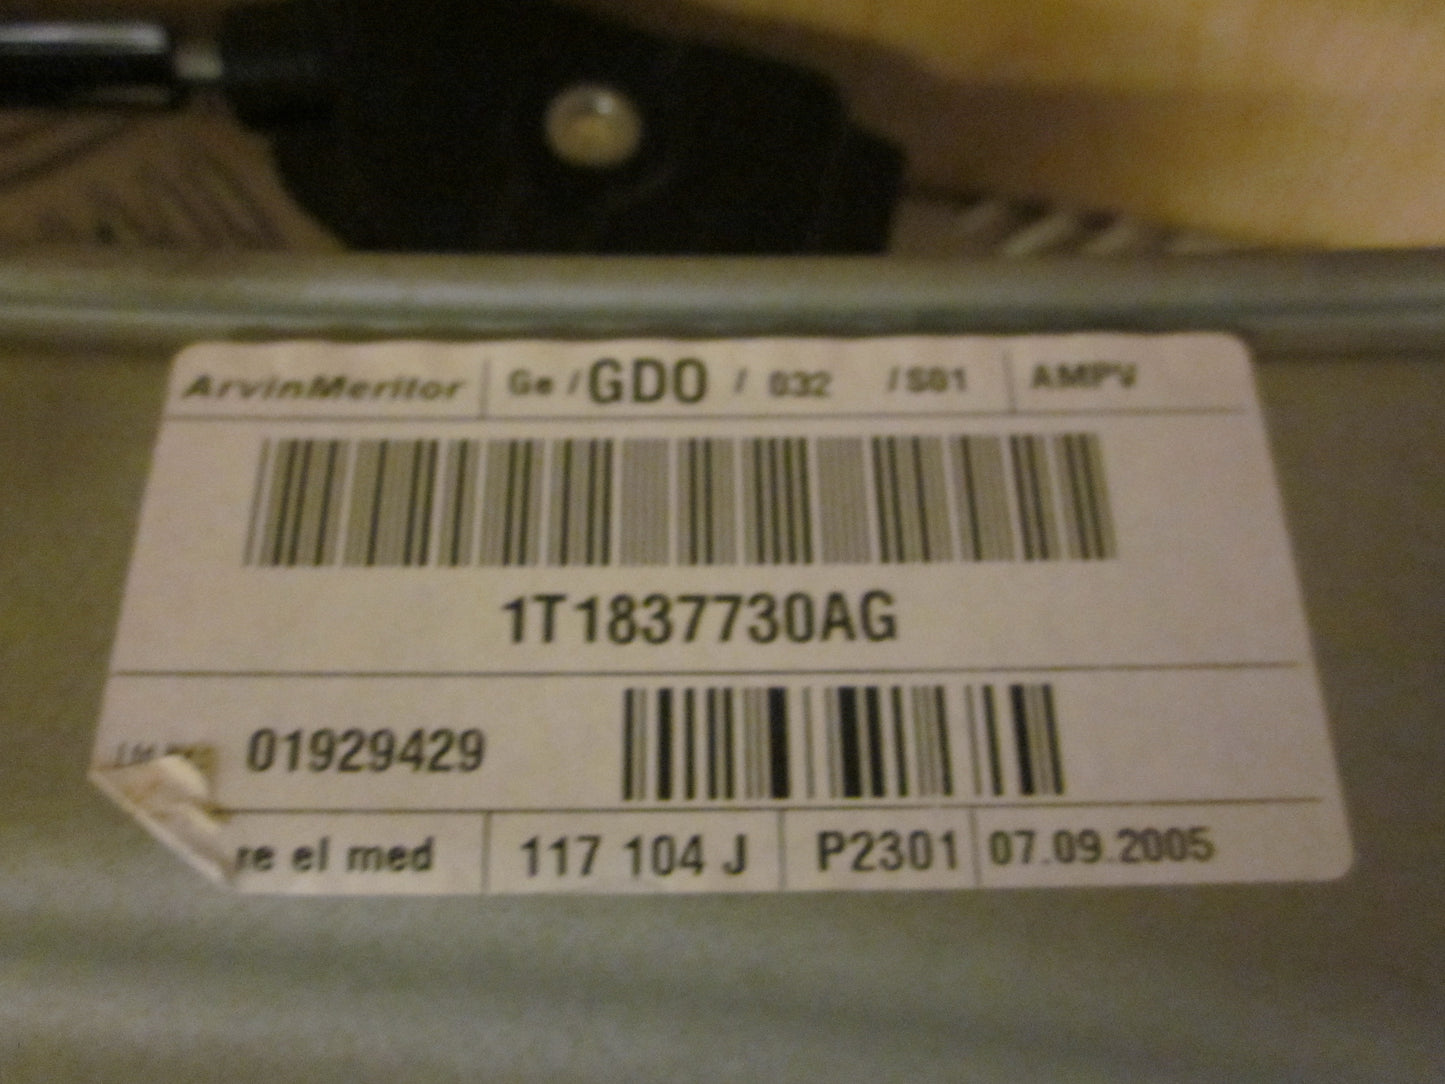 ArvinMeritor Ge / GDO / 032 / S01 AMPV
1T1837730AG
01929429
re el med 117 104 J P2301 07.09.2005